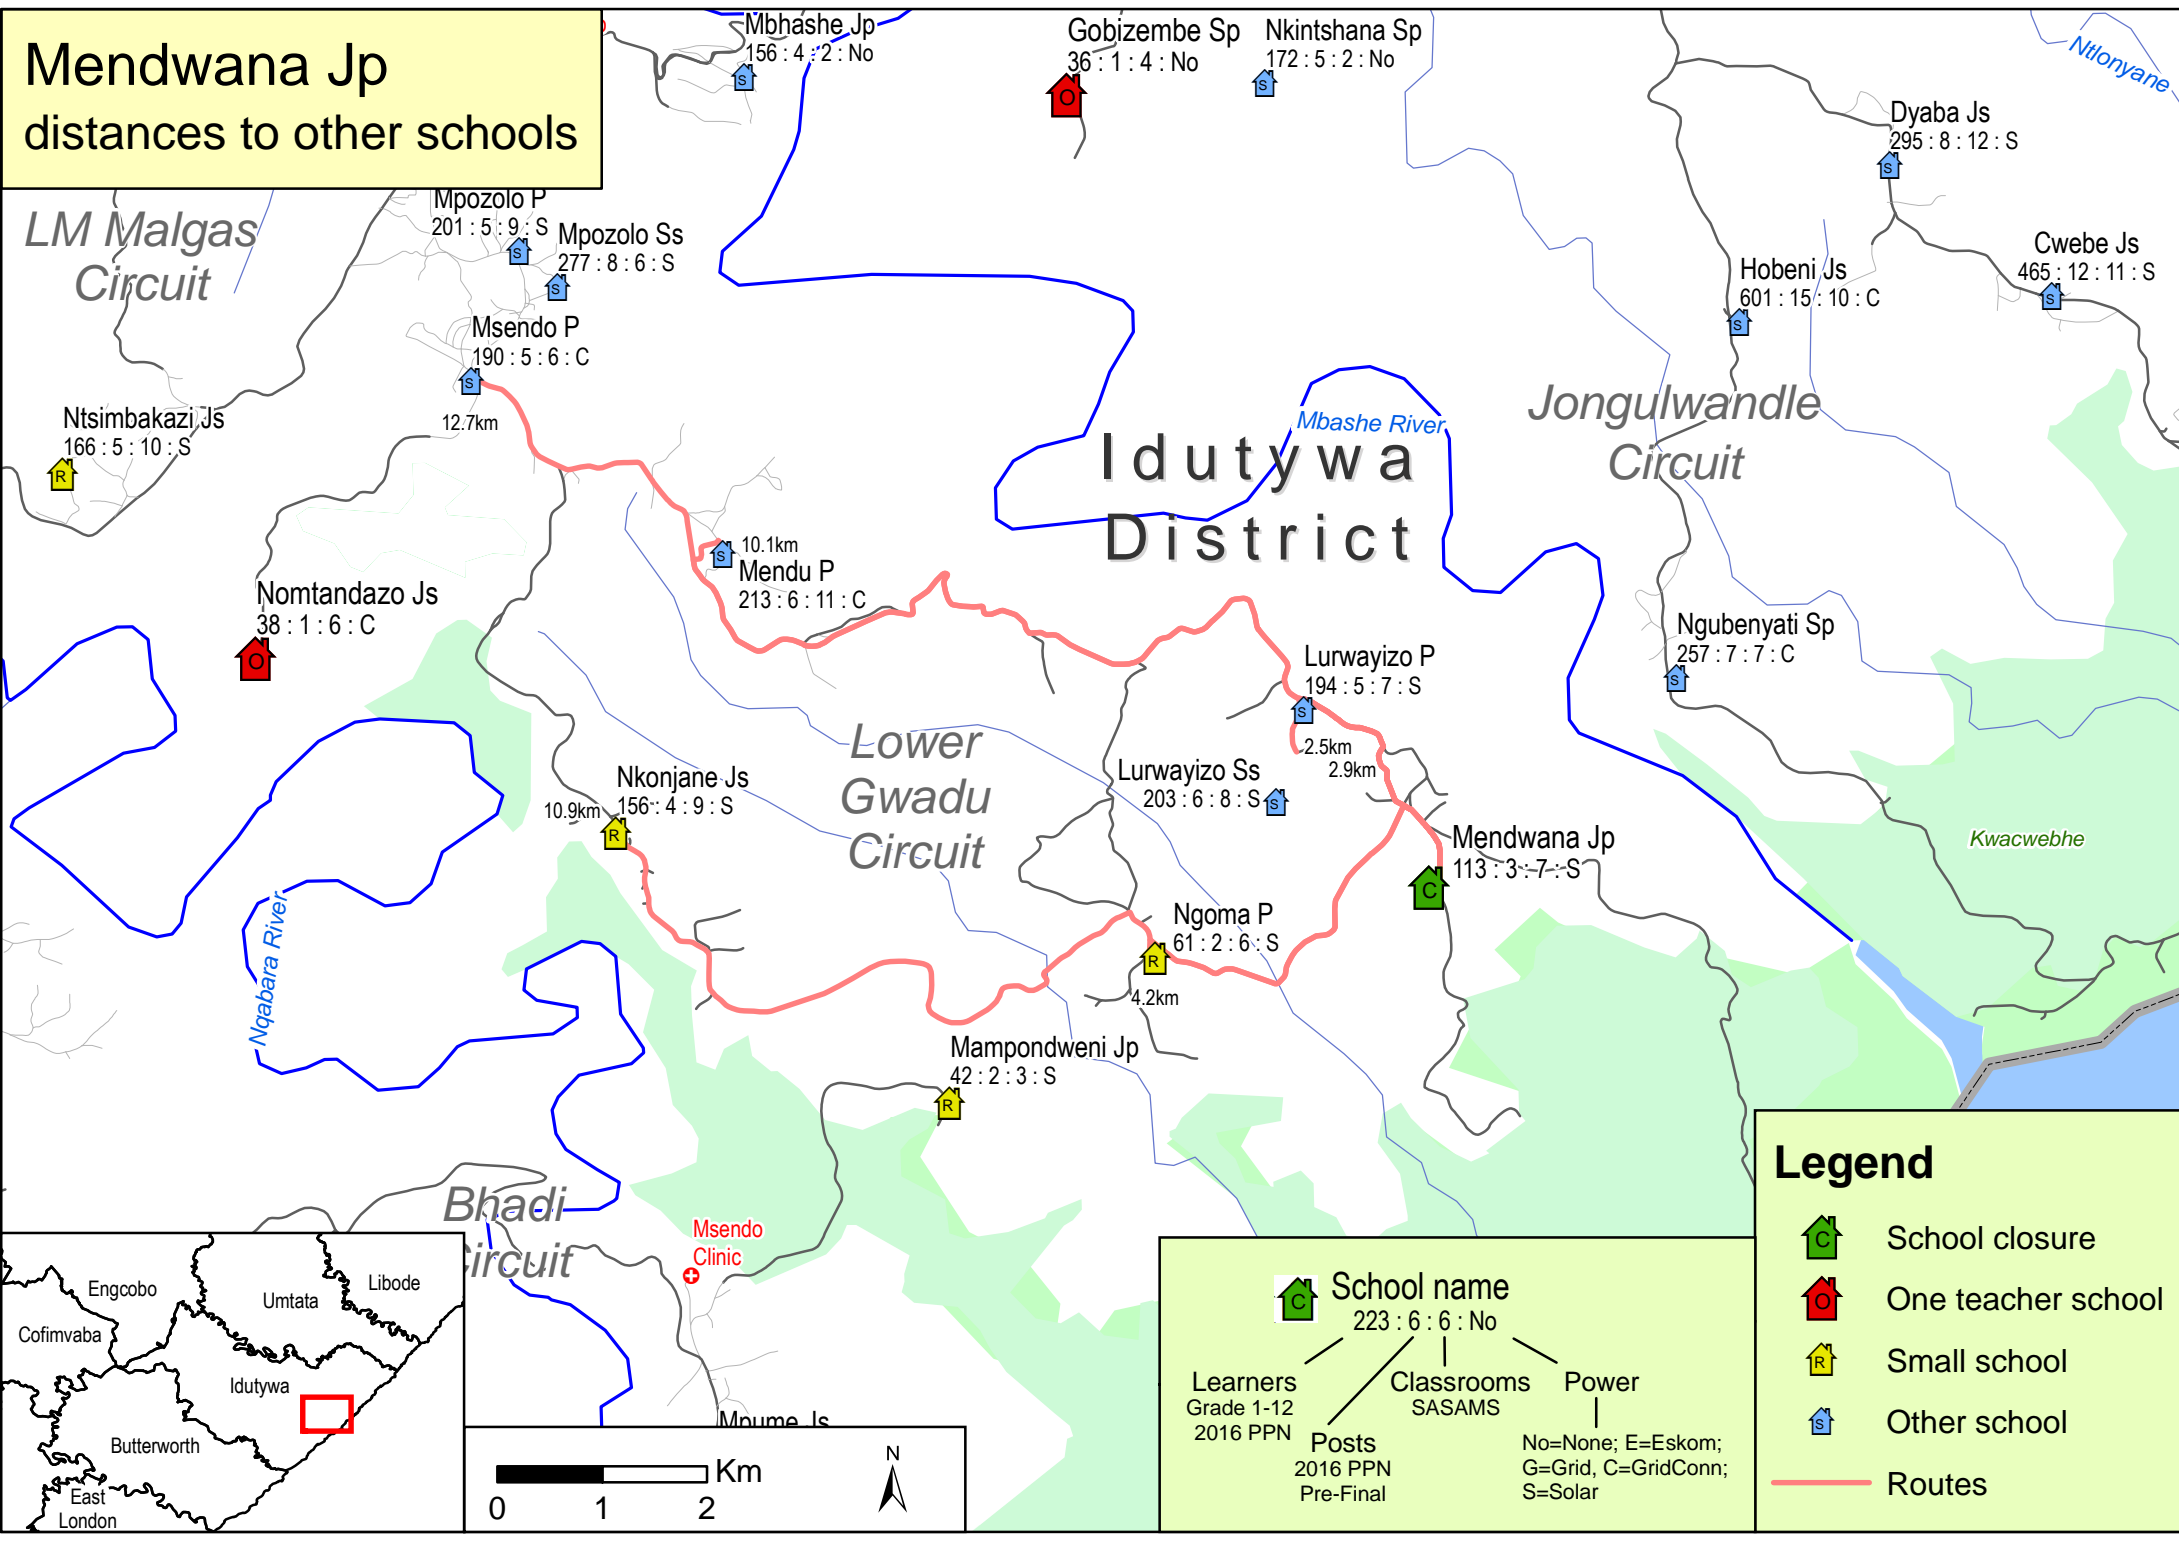 Mendwana Jp
distances to other schools
Mbhashe Jp
156 : 4 : 2 : No
Gobizembe Sp
36 : 1 : 4 : No
Nkintshana Sp
172 : 5 : 2 : No
Ntlonyane
Dyaba Js
295 : 8 : 12 : S
LM Malgas
Circuit
Mpozolo P
201 : 5 : 9 : S
Mpozolo Ss
277 : 8 : 6 : S
Cwebe Js
465 : 12 : 11 : S
Hobeni Js
601 : 15 : 10 : C
Msendo P
190 : 5 : 6 : C
12.7km
Ntsimbakazi Js
166 : 5 : 10 : S
Mbashe River
Idutywa
District
Jongulwandle
Circuit
10.1km
Mendu P
213 : 6 : 11 : C
Nomtandazo Js
38 : 1 : 6 : C
Ngubenyati Sp
257 : 7 : 7 : C
Lurwayizo P
194 : 5 : 7 : S
2.5km
2.9km
Lower
Gwadu
Circuit
Lurwayizo Ss
203 : 6 : 8 : S
Nkonjane Js
156 : 4 : 9 : S
10.9km
Mendwana Jp
113 : 3 : 7 : S
Kwacwebhe
Ngoma P
61 : 2 : 6 : S
4.2km
Nqabara River
Mampondweni Jp
42 : 2 : 3 : S
Bhadi
Circuit
Msendo
Clinic
Mpume Js
Engcobo
Umtata
Libode
Cofimvaba
Idutywa
Butterworth
East
London
Km
0 1 2
N
C School name
223 : 6 : 6 : No
Learners
Grade 1-12
2016 PPN
Posts
2016 PPN
Pre-Final
Classrooms
SASAMS
Power
No=None; E=Eskom;
G=Grid, C=GridConn;
S=Solar
Legend
C School closure
O One teacher school
R Small school
S Other school
Routes